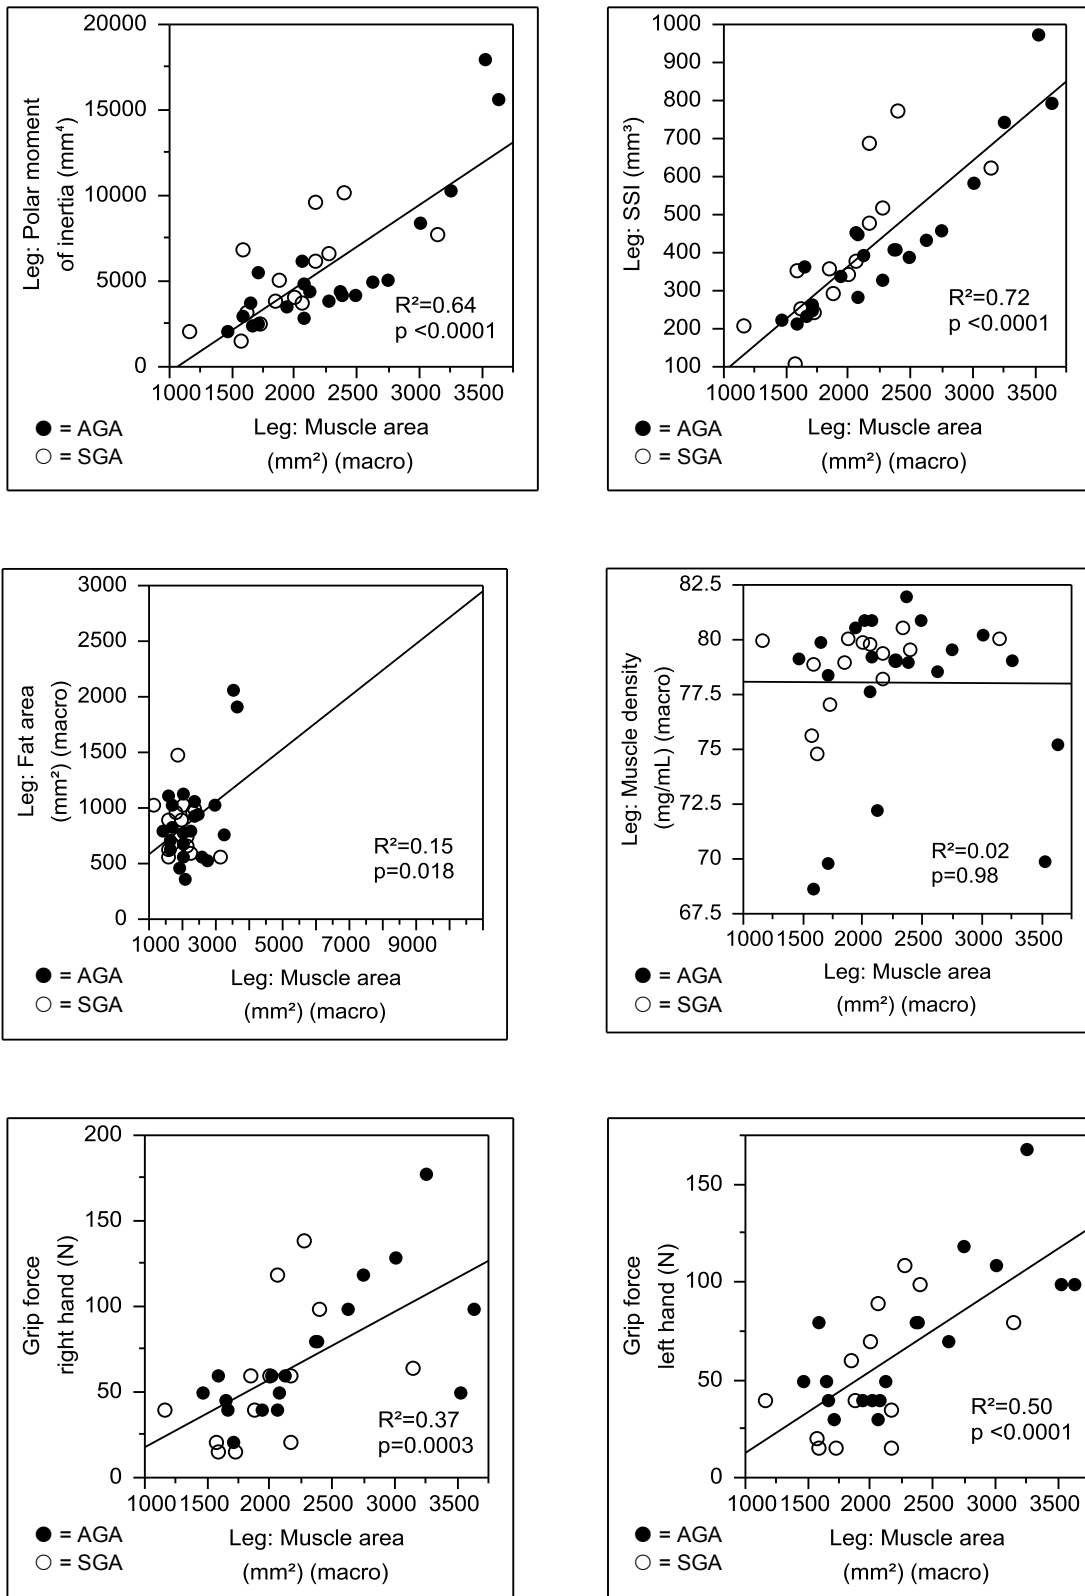 20000
15000
10000
5000
0
Leg: Polar moment
of inertia (mm⁴)
R²=0.64
p <0.0001
1000 1500 2000 2500 3000 3500
Leg: Muscle area
(mm²) (macro)
= AGA
= SGA
1000
900
800
700
600
500
400
300
200
100
Leg: SSI (mm³)
R²=0.72
p <0.0001
1000 1500 2000 2500 3000 3500
Leg: Muscle area
(mm²) (macro)
= AGA
= SGA
3000
2500
2000
1500
1000
500
0
Leg: Fat area
(mm²) (macro)
R²=0.15
p=0.018
1000 3000 5000 7000 9000
Leg: Muscle area
(mm²) (macro)
= AGA
= SGA
82.5
80
77.5
75
72.5
70
67.5
Leg: Muscle density
(mg/mL) (macro)
R²=0.02
p=0.98
1000 1500 2000 2500 3000 3500
Leg: Muscle area
(mm²) (macro)
= AGA
= SGA
200
150
100
50
0
Grip force
right hand (N)
R²=0.37
p=0.0003
1000 1500 2000 2500 3000 3500
Leg: Muscle area
(mm²) (macro)
= AGA
= SGA
150
100
50
0
Grip force
left hand (N)
R²=0.50
p <0.0001
1000 1500 2000 2500 3000 3500
Leg: Muscle area
(mm²) (macro)
= AGA
= SGA